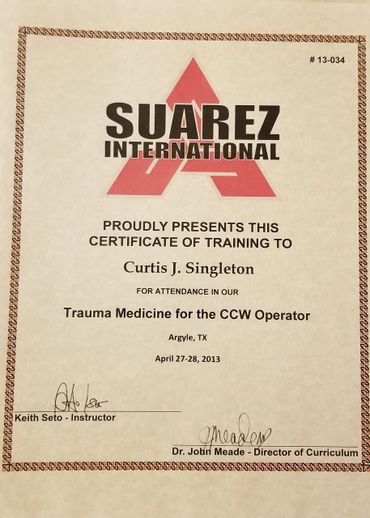 # 13-034
SUAREZ
INTERNATIONAL
PROUDLY PRESENTS THIS
CERTIFICATE OF TRAINING TO
Curtis J. Singleton
FOR ATTENDANCE IN OUR
Trauma Medicine for the CCW Operator
Argyle, TX
April 27-28, 2013
Keith Seto - Instructor
Dr. John Meade - Director of Curriculum